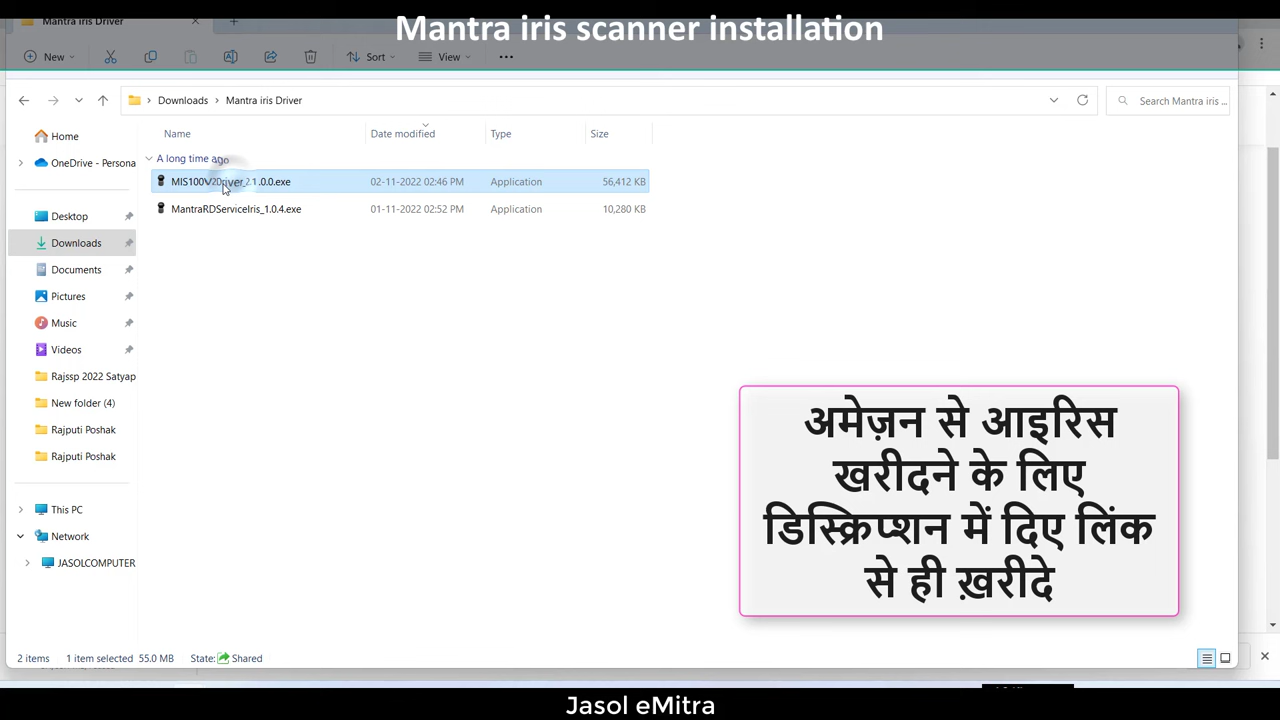 Mantra iris Driver
Mantra iris scanner installation
New
Sort
View
Downloads
Mantra iris Driver
Search Mantra iris ...
Name
Date modified
Type
Size
Home
OneDrive - Persona
Desktop
Downloads
Documents
Pictures
Music
Videos
Rajssp 2022 Satyap
New folder (4)
Rajputi Poshak
Rajputi Poshak
This PC
Network
JASOLCOMPUTER
A long time ago
02-11-2022 02:46 PM
Application
56,412 KB
MantraRDServiceIris_1.0.4.exe
01-11-2022 02:52 PM
Application
10,280 KB
अमेज़न से आइरिस
खरीदने के लिए
डिस्क्रिप्शन में दिए लिंक
से ही ख़रीदे
2 items
1 item selected
55.0 MB
State:
Shared
Jasol eMitra